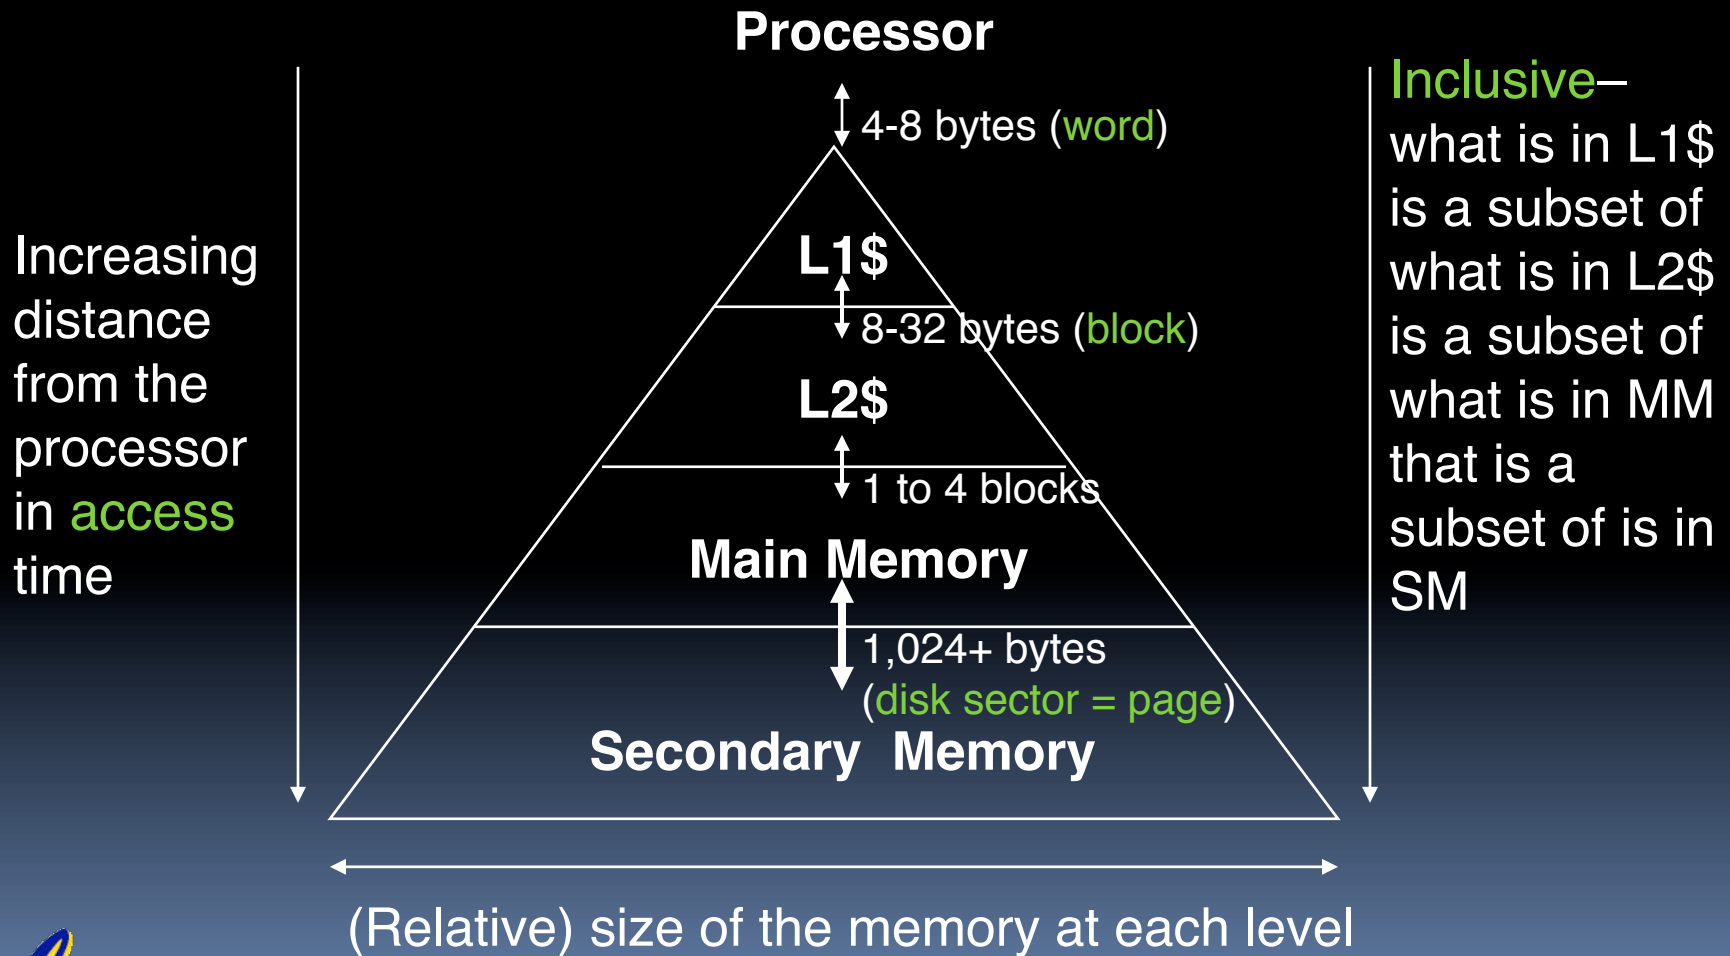 Processor
4-8 bytes (word)
L1$
8-32 bytes (block)
L2$
1 to 4 blocks
Main Memory
1,024+ bytes
(disk sector = page)
Secondary Memory
Increasing
distance
from the
processor
in access
time
Inclusive–
what is in L1$
is a subset of
what is in L2$
is a subset of
what is in MM
that is a
subset of is in
SM
(Relative) size of the memory at each level